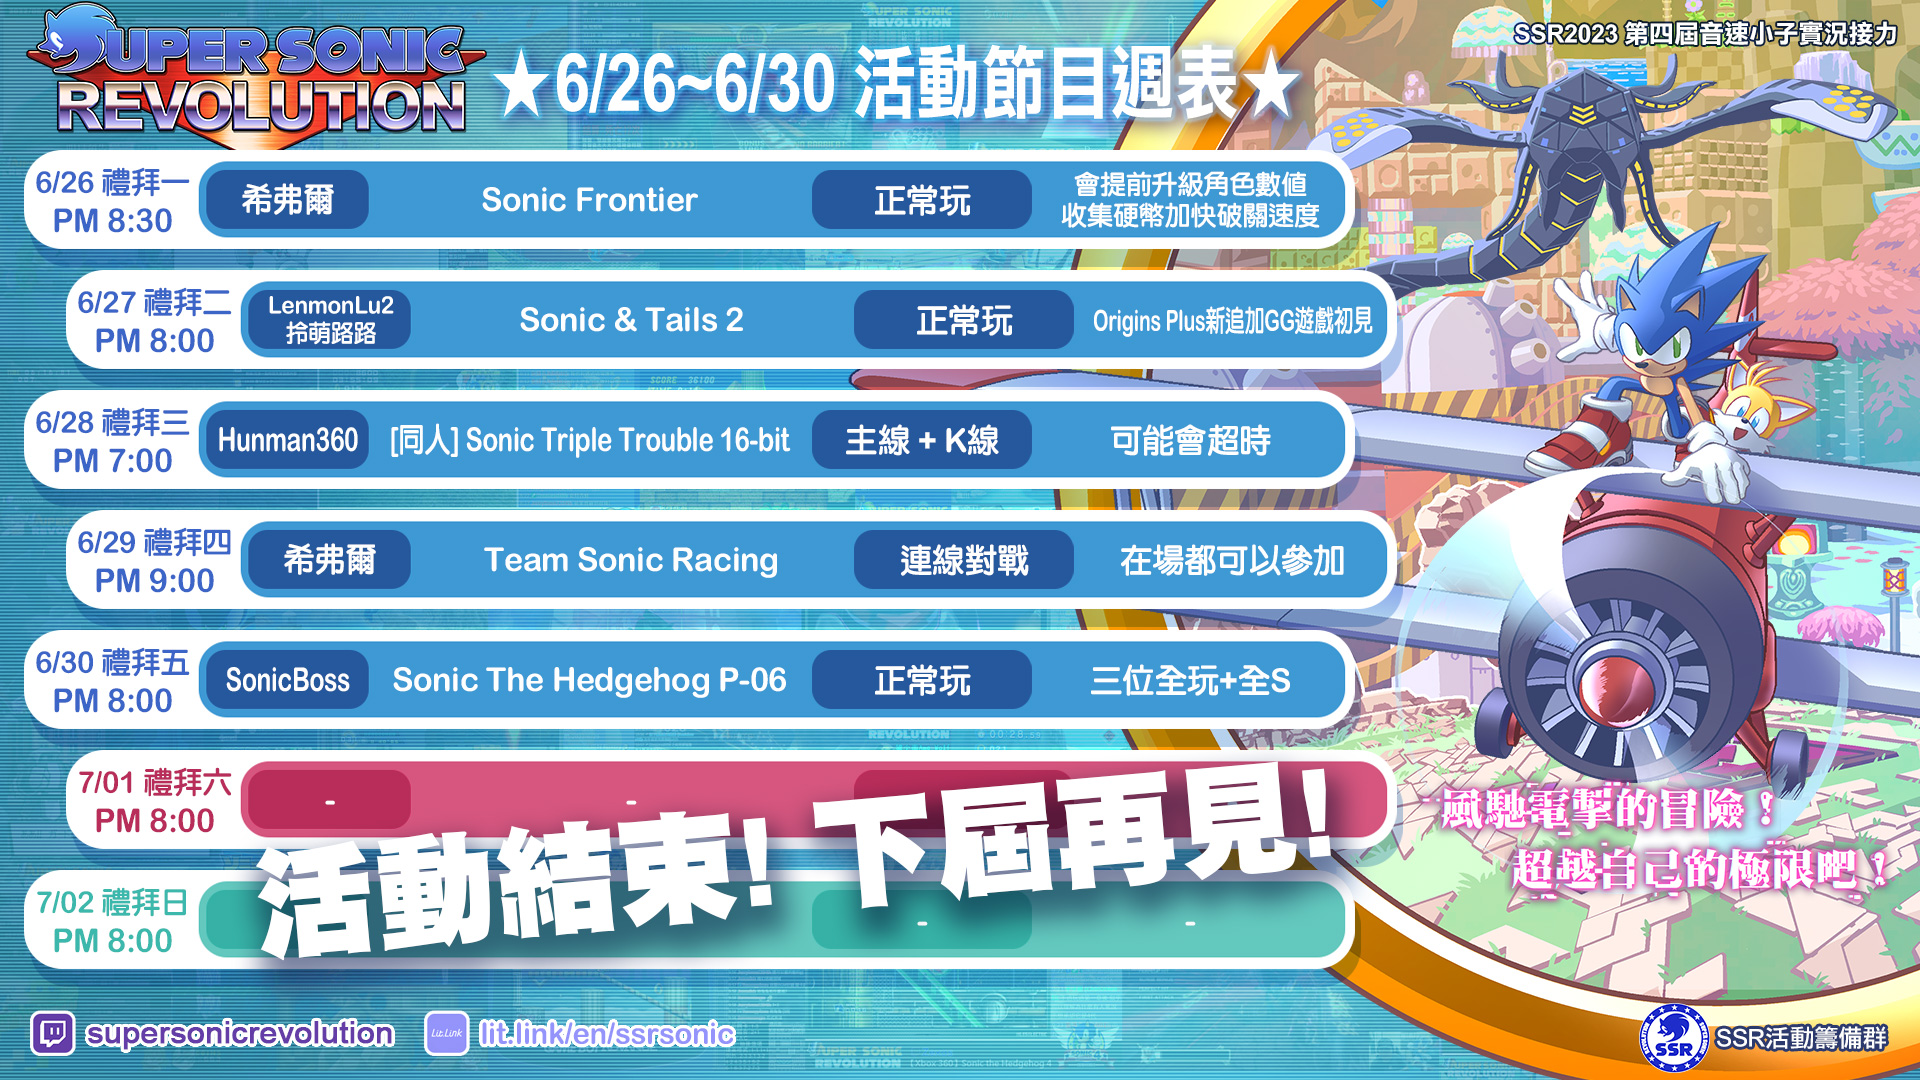 SUPER SONIC
REVOLUTION
★6/26~6/30 活動節目週表★
SSR2023 第四屆音速小子實況接力
6/26 禮拜一
PM 8:30
希弗爾
Sonic Frontier
正常玩
會提前升級角色數值
收集硬幣加快破關速度
6/27 禮拜二
PM 8:00
LenmonLu2
拎萌路路
Sonic & Tails 2
正常玩
Origins Plus新追加GG遊戲初見
6/28 禮拜三
PM 7:00
Hunman360
[同人] Sonic Triple Trouble 16-bit
主線 + K線
可能會超時
6/29 禮拜四
PM 9:00
希弗爾
Team Sonic Racing
連線對戰
在場都可以參加
6/30 禮拜五
PM 8:00
SonicBoss
Sonic The Hedgehog P-06
正常玩
三位全玩+全S
7/01 禮拜六
PM 8:00
-
-
7/02 禮拜日
PM 8:00
-
-
活動結束! 下屆再見!
風馳電掣的冒險！
超越自己的極限吧！
supersonicrevolution
Lit.Link
lit.link/en/ssrsonic
SSR
SSR活動籌備群